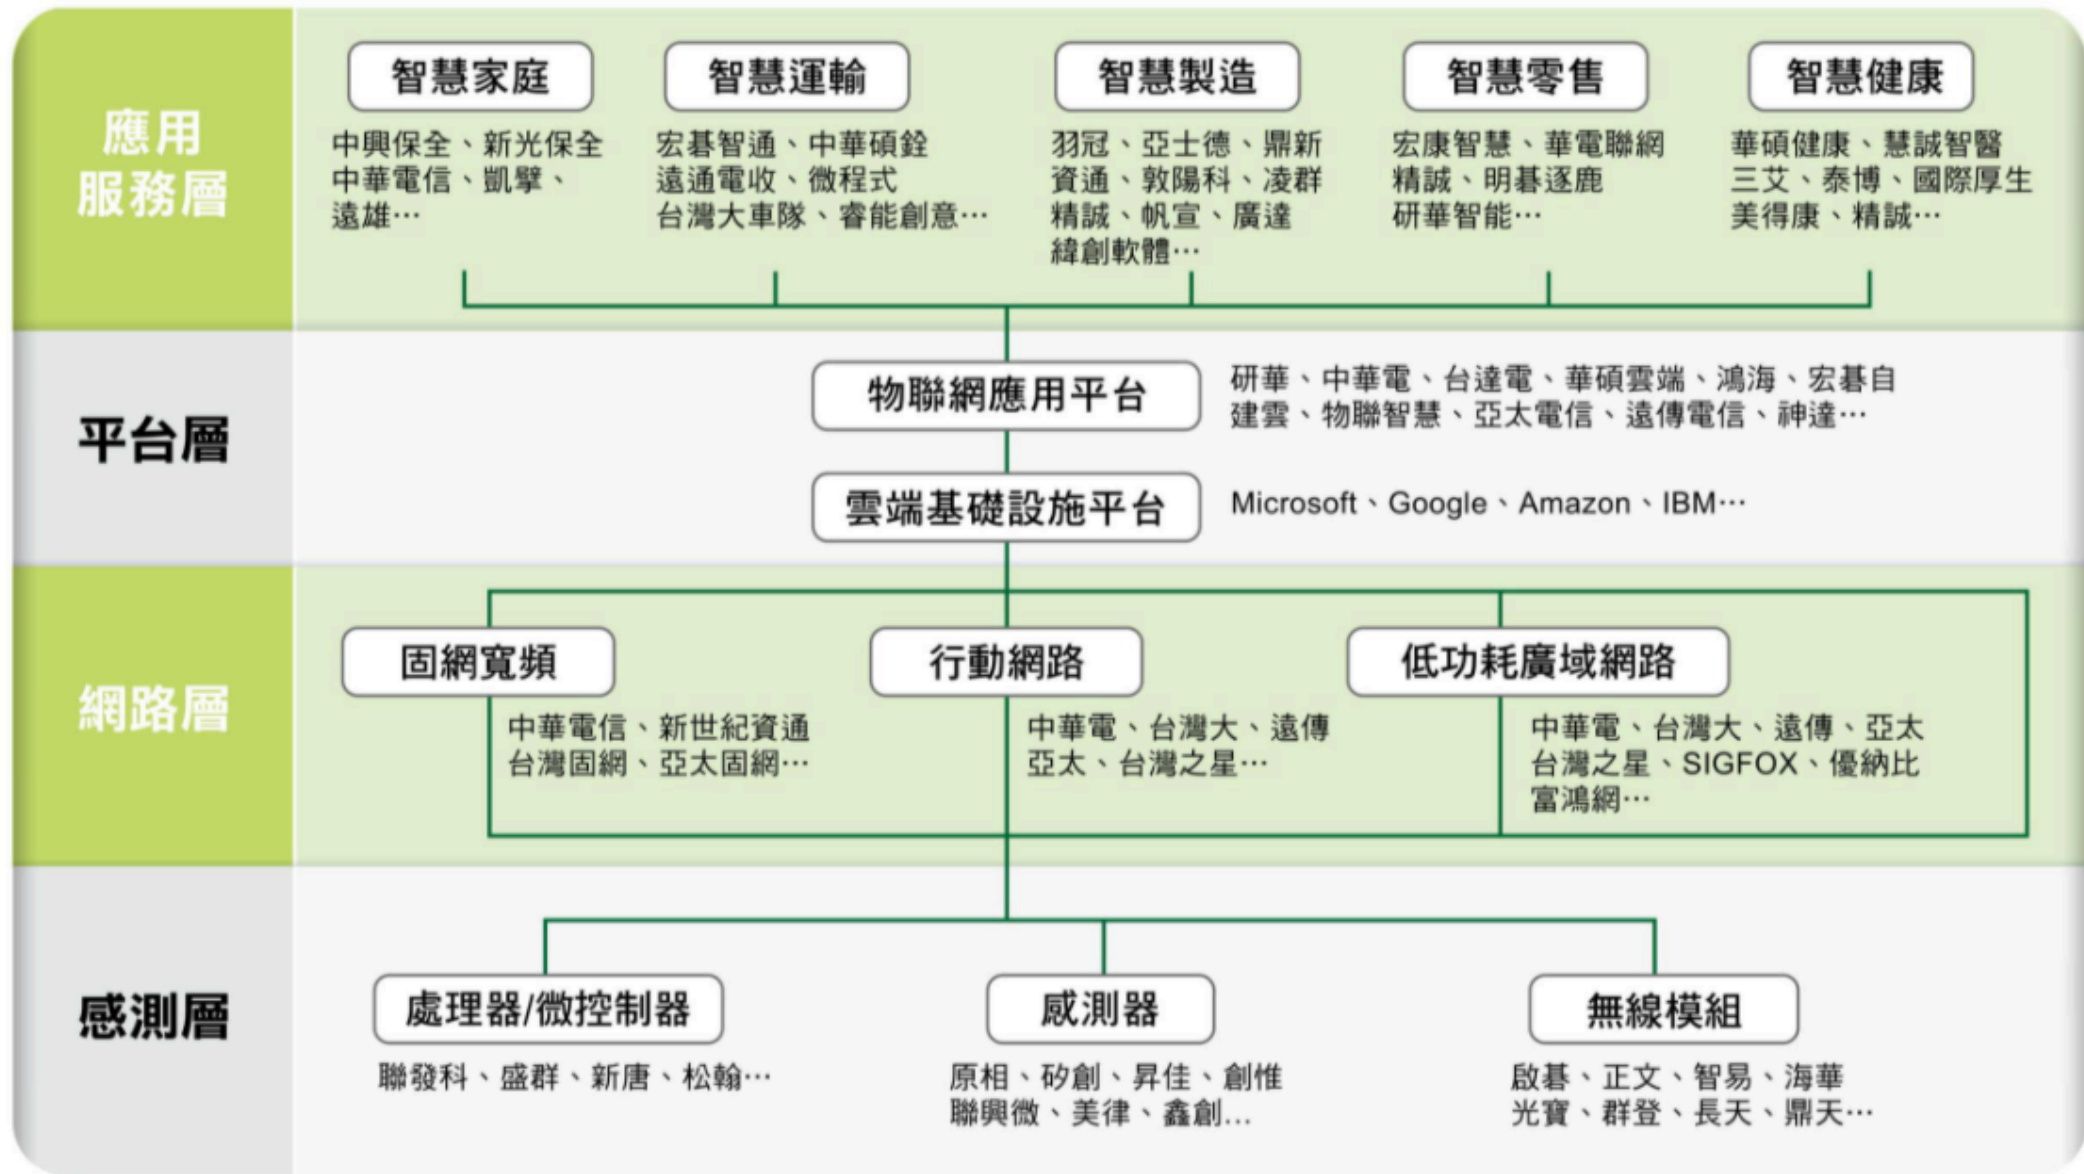 應用
服務層
智慧家庭
中興保全、新光保全
中華電信、凱擘、
遠雄…
智慧運輸
宏碁智通、中華碩銓
遠通電收、微程式
台灣大車隊、睿能創意…
智慧製造
羽冠、亞士德、鼎新
資通、敦陽科、凌群
精誠、帆宣、廣達
緯創軟體…
智慧零售
宏康智慧、華電聯網
精誠、明碁逐鹿
研華智能…
智慧健康
華碩健康、慧誠智醫
三艾、泰博、國際厚生
美得康、精誠…
平台層
物聯網應用平台
研華、中華電、台達電、華碩雲端、鴻海、宏碁自
建雲、物聯智慧、亞太電信、遠傳電信、神達…
雲端基礎設施平台
Microsoft、Google、Amazon、IBM…
網路層
固網寬頻
中華電信、新世紀資通
台灣固網、亞太固網…
行動網路
中華電、台灣大、遠傳
亞太、台灣之星…
低功耗廣域網路
中華電、台灣大、遠傳、亞太
台灣之星、SIGFOX、優納比
富鴻網…
感測層
處理器/微控制器
聯發科、盛群、新唐、松翰…
感測器
原相、矽創、昇佳、創惟
聯興微、美律、鑫創...
無線模組
啟碁、正文、智易、海華
光寶、群登、長天、鼎天…